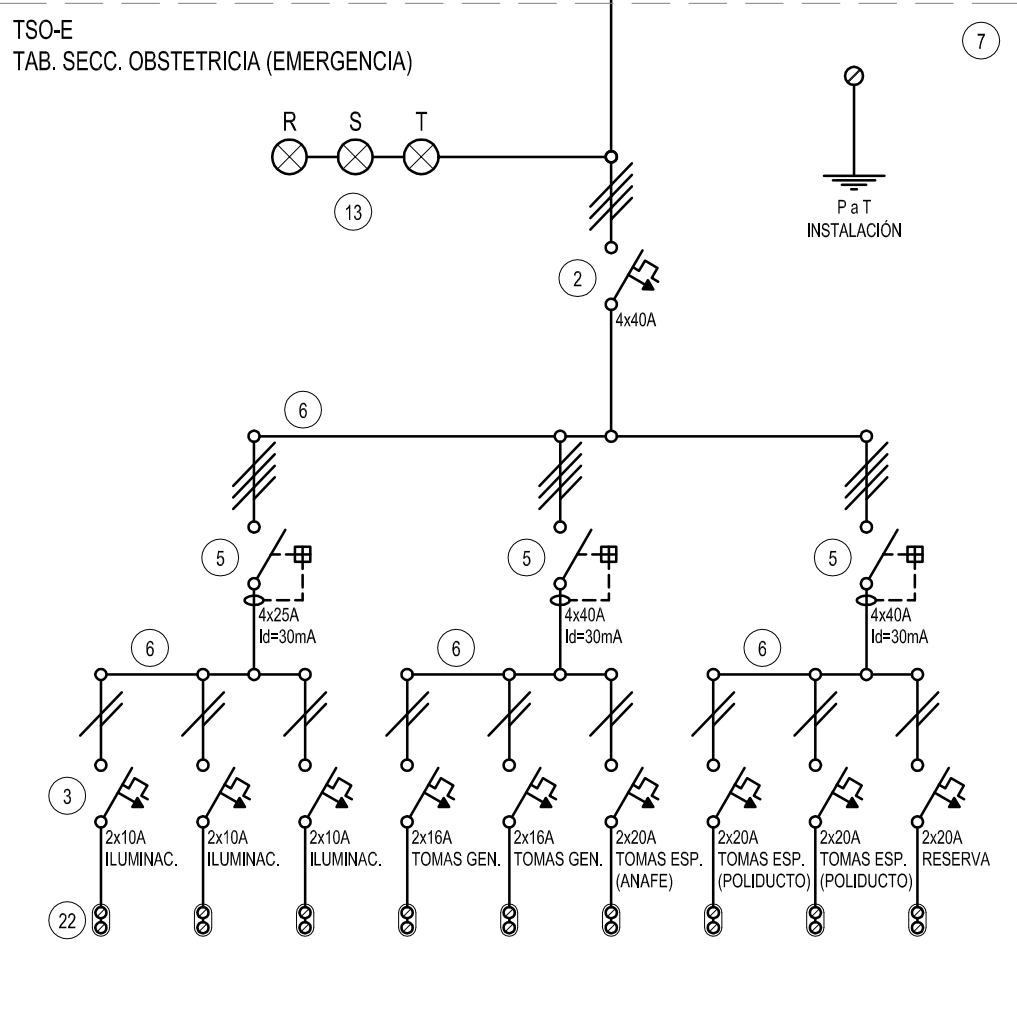 TSO-E
TAB. SECC. OBSTETRICIA (EMERGENCIA)
7
R S T
13
P a T
INSTALACIÓN
2
4x40A
6
5
5
5
4x25A
Id=30mA
4x40A
Id=30mA
4x40A
Id=30mA
6
6
6
3
2x10A
ILUMINAC.
2x10A
ILUMINAC.
2x10A
ILUMINAC.
2x16A
TOMAS GEN.
2x16A
TOMAS GEN.
2x20A
TOMAS ESP.
(ANAFE)
2x20A
TOMAS ESP.
(POLIDUCTO)
2x20A
TOMAS ESP.
(POLIDUCTO)
2x20A
RESERVA
22